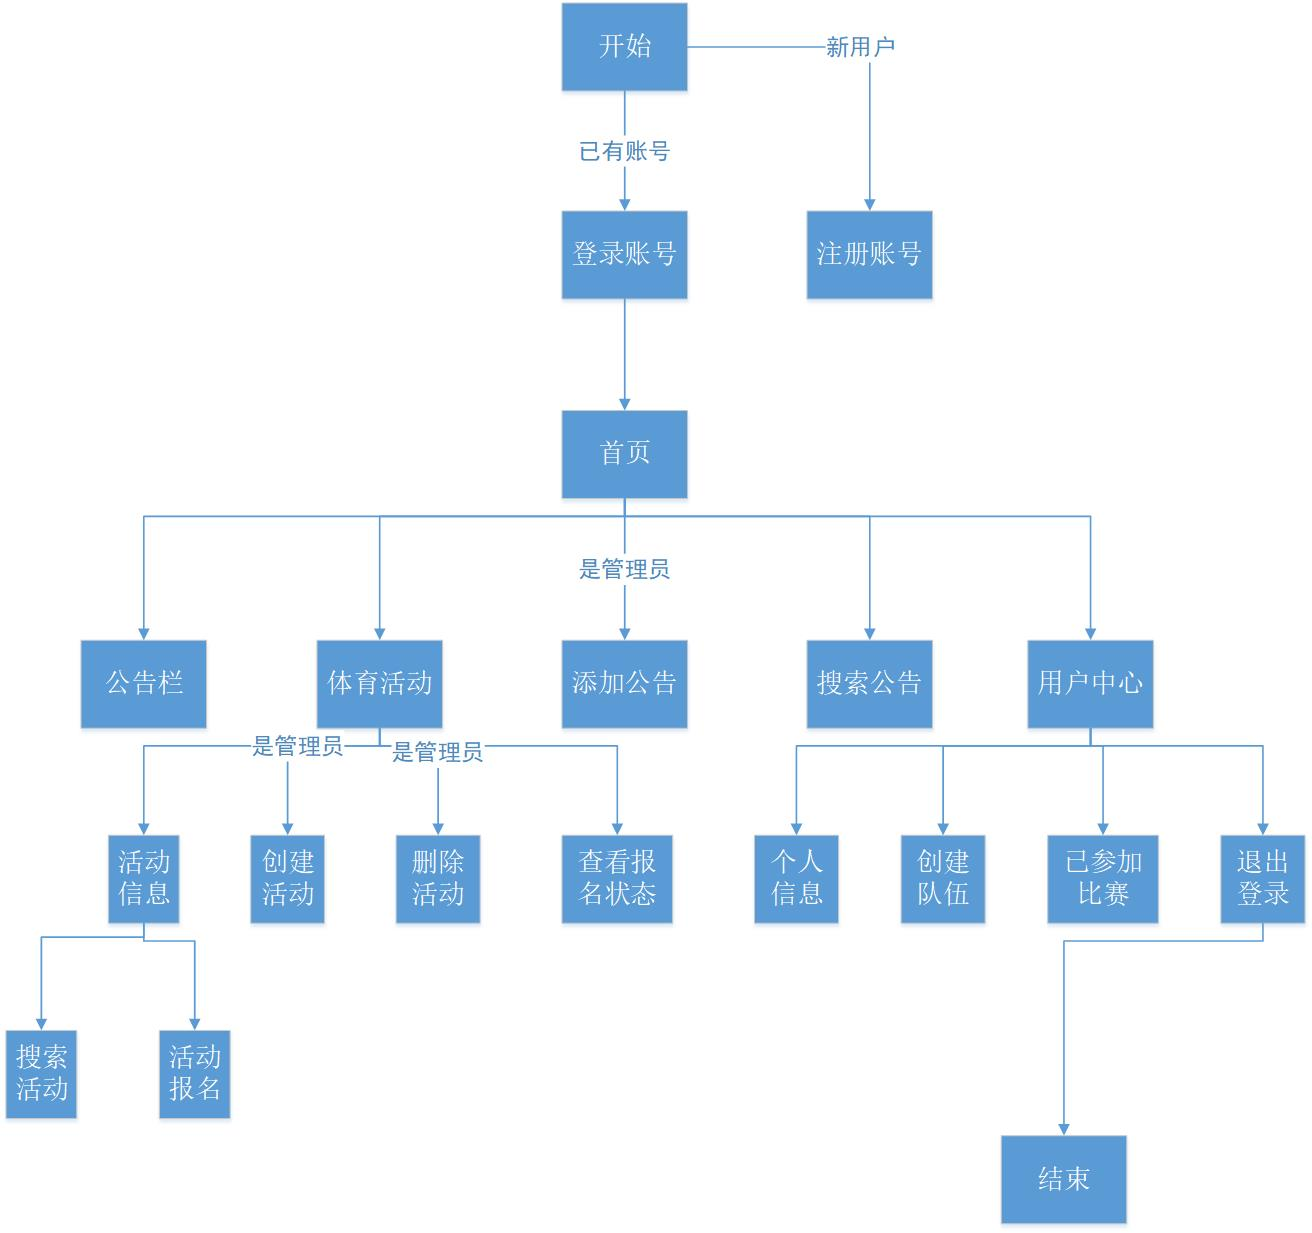 开始
新用户
已有账号
登录账号
注册账号
首页
是管理员
公告栏
体育活动
添加公告
搜索公告
用户中心
是管理员
是管理员
活动
信息
创建
活动
删除
活动
查看报
名状态
个人
信息
创建
队伍
已参加
比赛
退出
登录
搜索
活动
活动
报名
结束